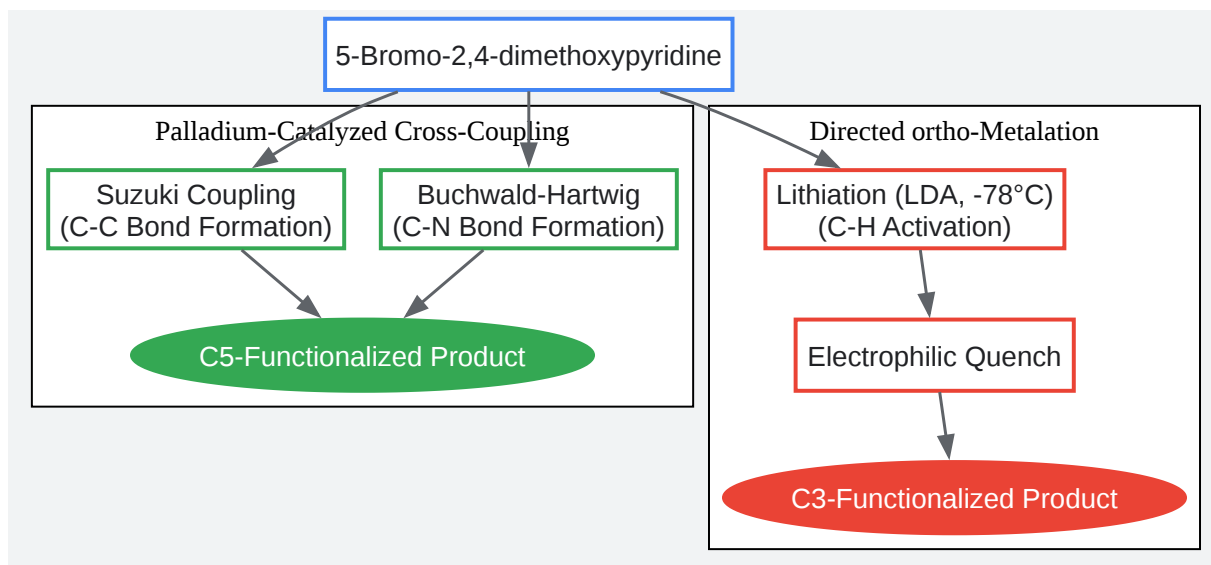 5-Bromo-2,4-dimethoxypyridine
Palladium-Catalyzed Cross-Coupling
Directed ortho-Metalation
Suzuki Coupling
(C-C Bond Formation)
Buchwald-Hartwig
(C-N Bond Formation)
Lithiation (LDA, -78°C)
(C-H Activation)
C5-Functionalized Product
Electrophilic Quench
C3-Functionalized Product